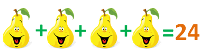 + + + =24